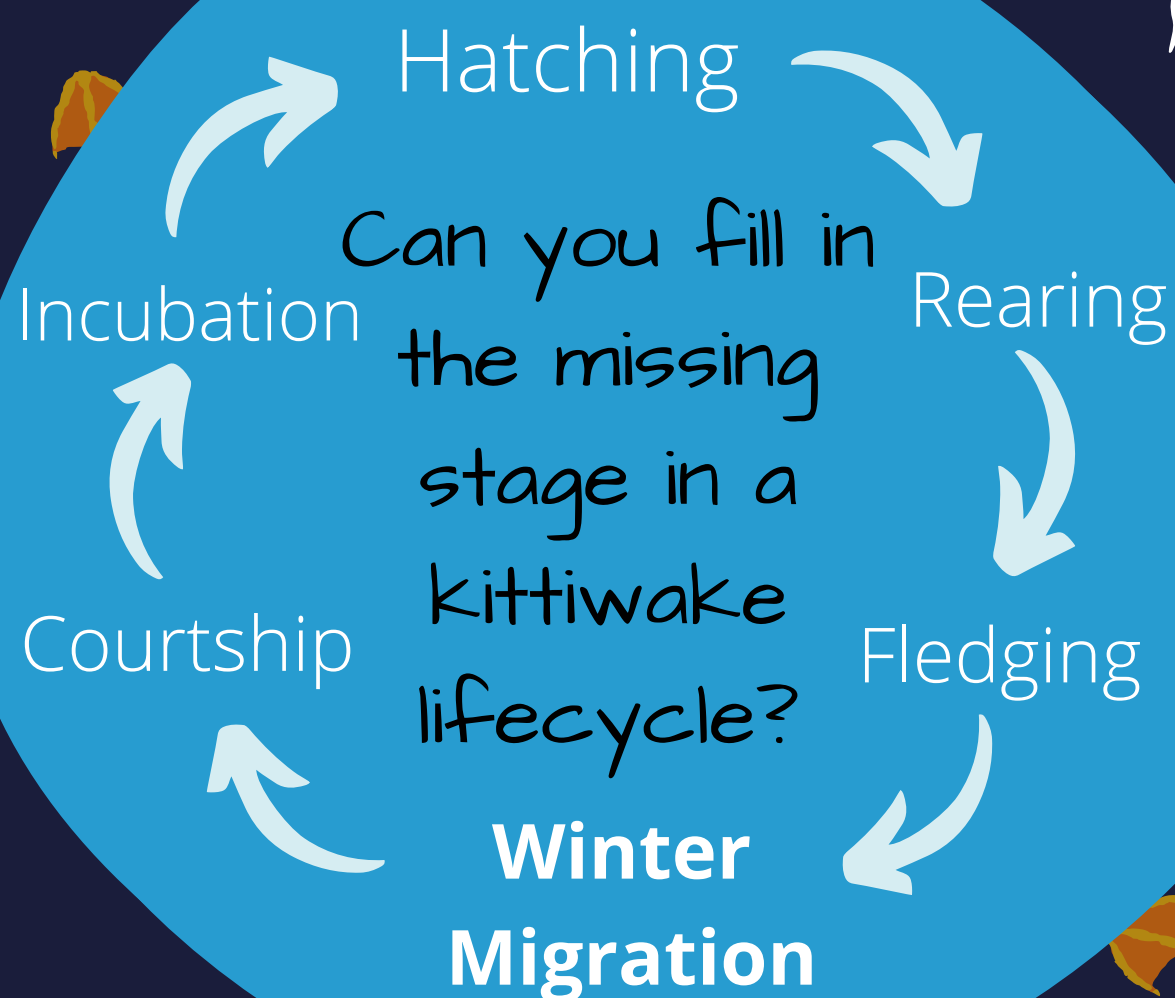 Hatching
Can you fill in
Incubation
Rearing
the missing
stage in a
kittiwake
Courtship
Fledging
lifecycle?
Winter
Migration